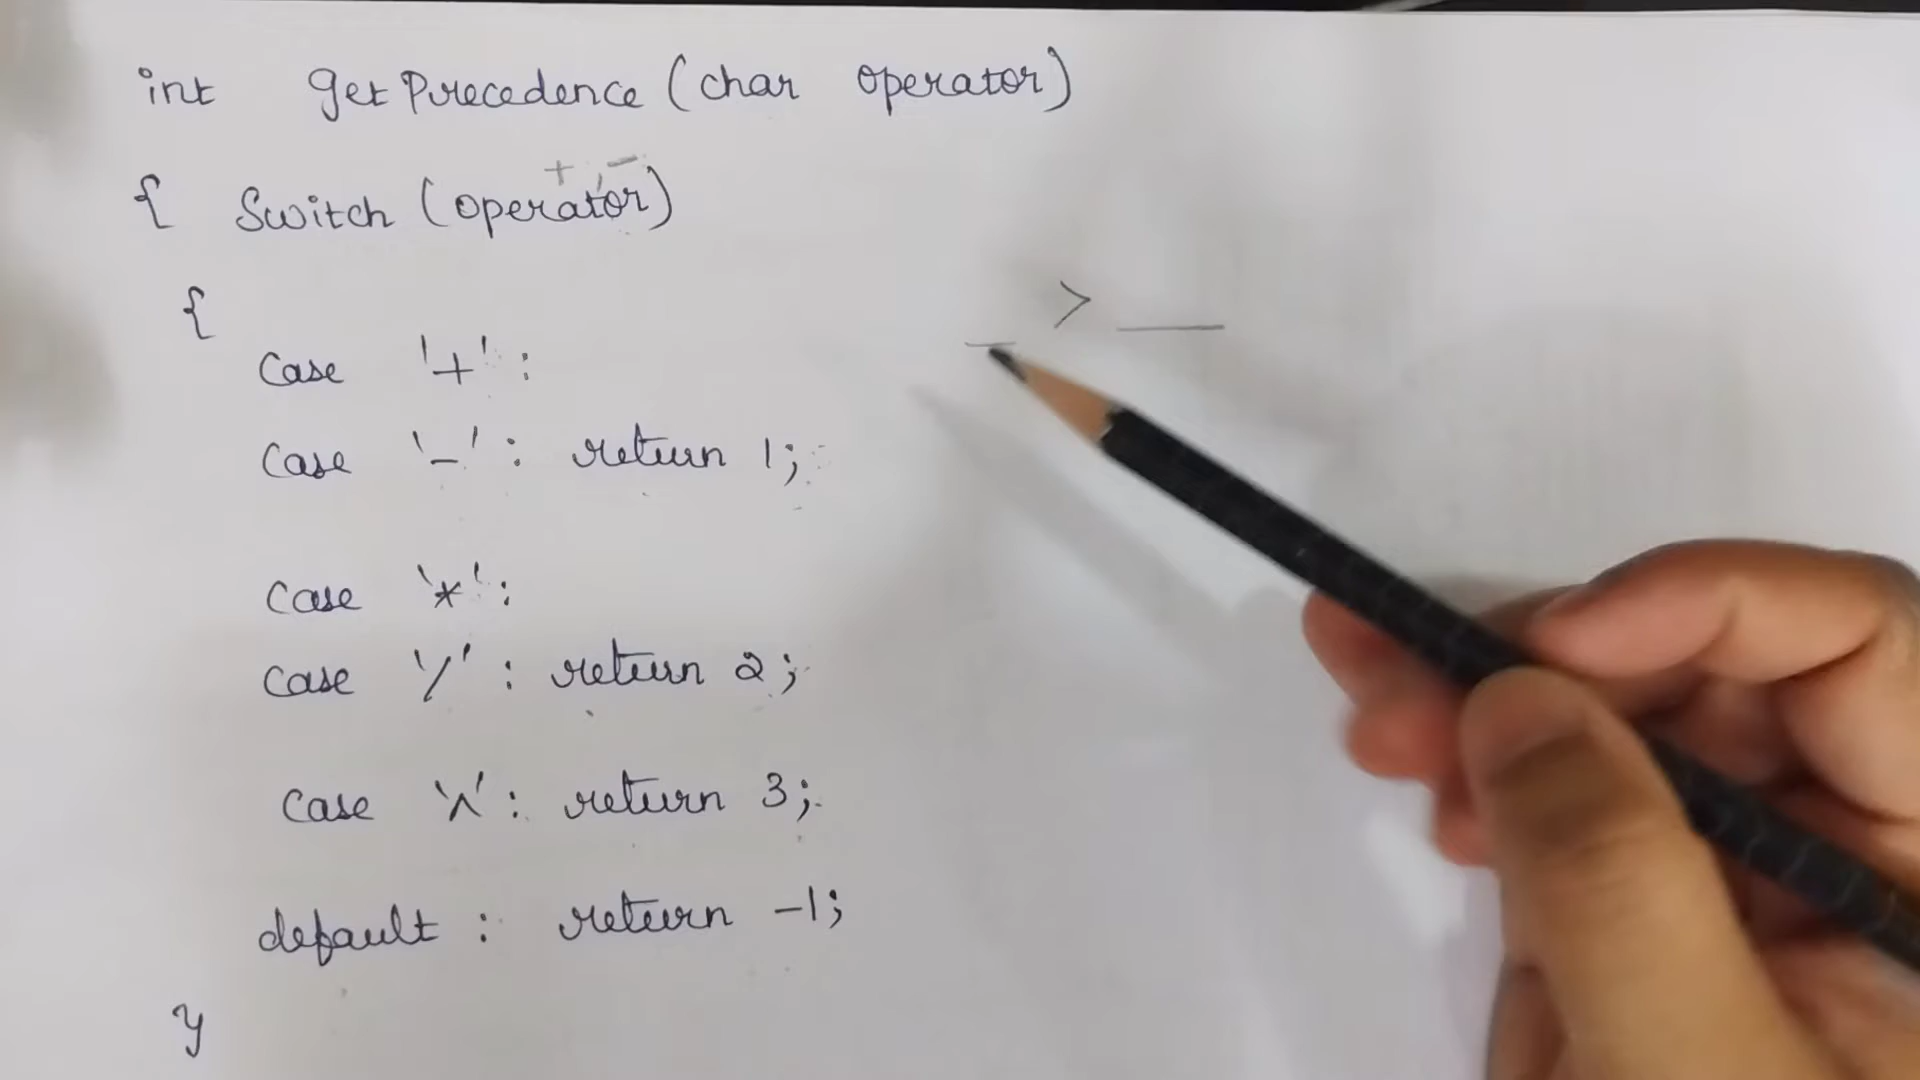 int getPrecedence (char operator)
+, -
{ Switch (operator)
{
> __
Case '+' :
Case '-' : return 1;
Case '*' :
Case '/' : return 2;
Case '^' : return 3;
default : return -1;
}